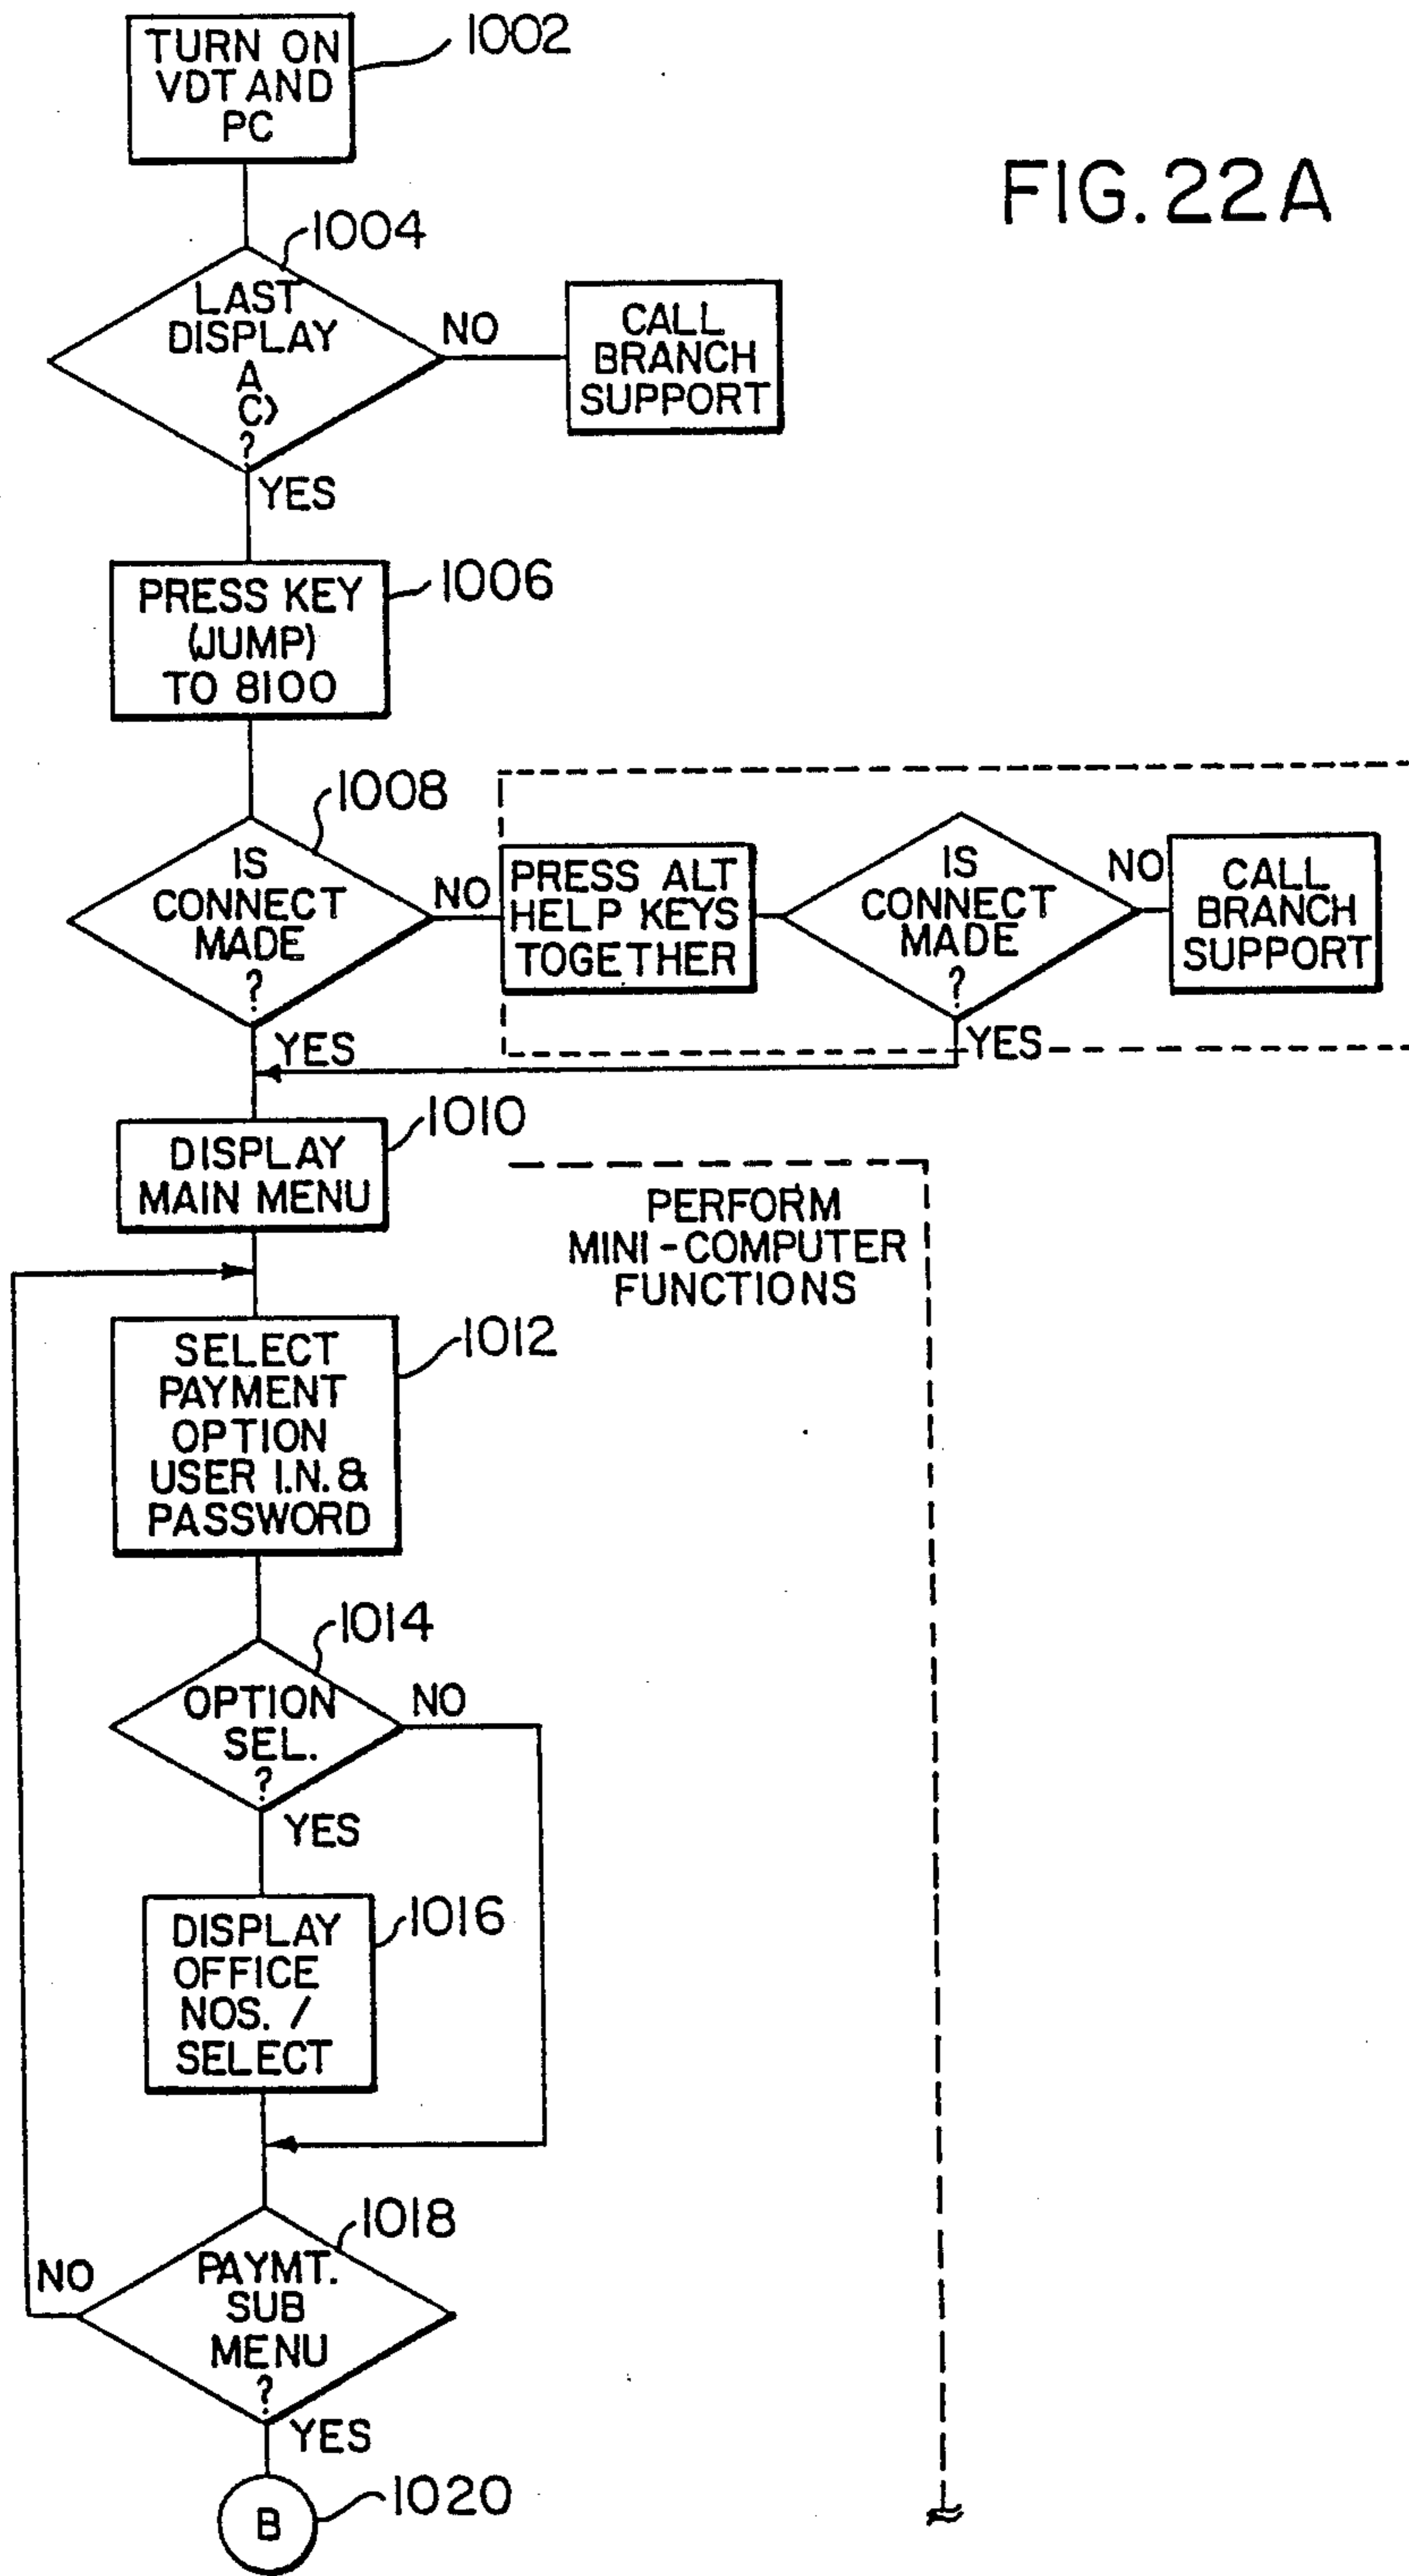 TURN ON
VDT AND
PC
1002
FIG. 22A
1004
LAST
DISPLAY
A
C)
?
NO
CALL
BRANCH
SUPPORT
YES
PRESS KEY
(JUMP)
TO 8100
1006
1008
IS
CONNECT
MADE
?
NO
PRESS ALT
HELP KEYS
TOGETHER
IS
CONNECT
MADE
?
NO
CALL
BRANCH
SUPPORT
YES
YES
1010
DISPLAY
MAIN MENU
PERFORM
MINI-COMPUTER
FUNCTIONS
SELECT
PAYMENT
OPTION
USER I.N. &
PASSWORD
1012
1014
OPTION
SEL.
?
NO
YES
DISPLAY
OFFICE
NOS. /
SELECT
1016
1018
PAYMT.
SUB
MENU
?
NO
YES
B
1020